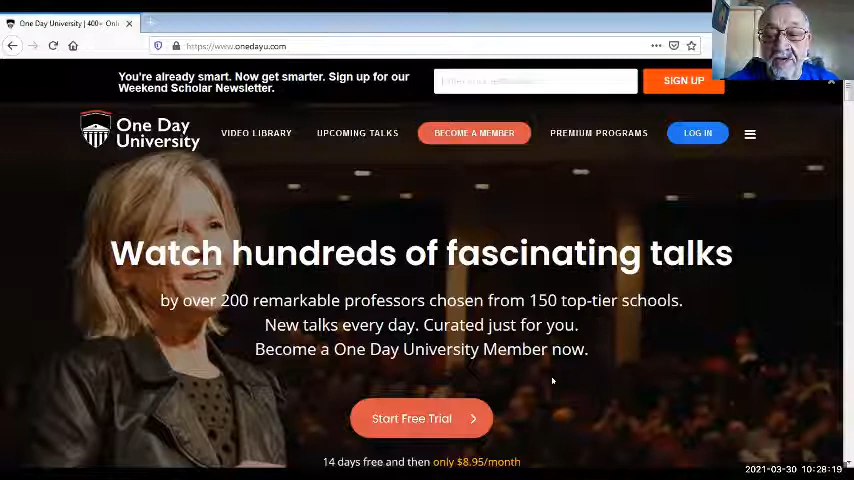 One Day University | 400+ Onli
https://www.onedayu.com
You're already smart. Now get smarter. Sign up for our
Weekend Scholar Newsletter.
SIGN UP
One Day
University
VIDEO LIBRARY
UPCOMING TALKS
BECOME A MEMBER
PREMIUM PROGRAMS
LOG IN
Watch hundreds of fascinating talks
by over 200 remarkable professors chosen from 150 top-tier schools.
New talks every day. Curated just for you.
Become a One Day University Member now.
Start Free Trial
14 days free and then only $8.95/month
2021-03-30 10:28:19